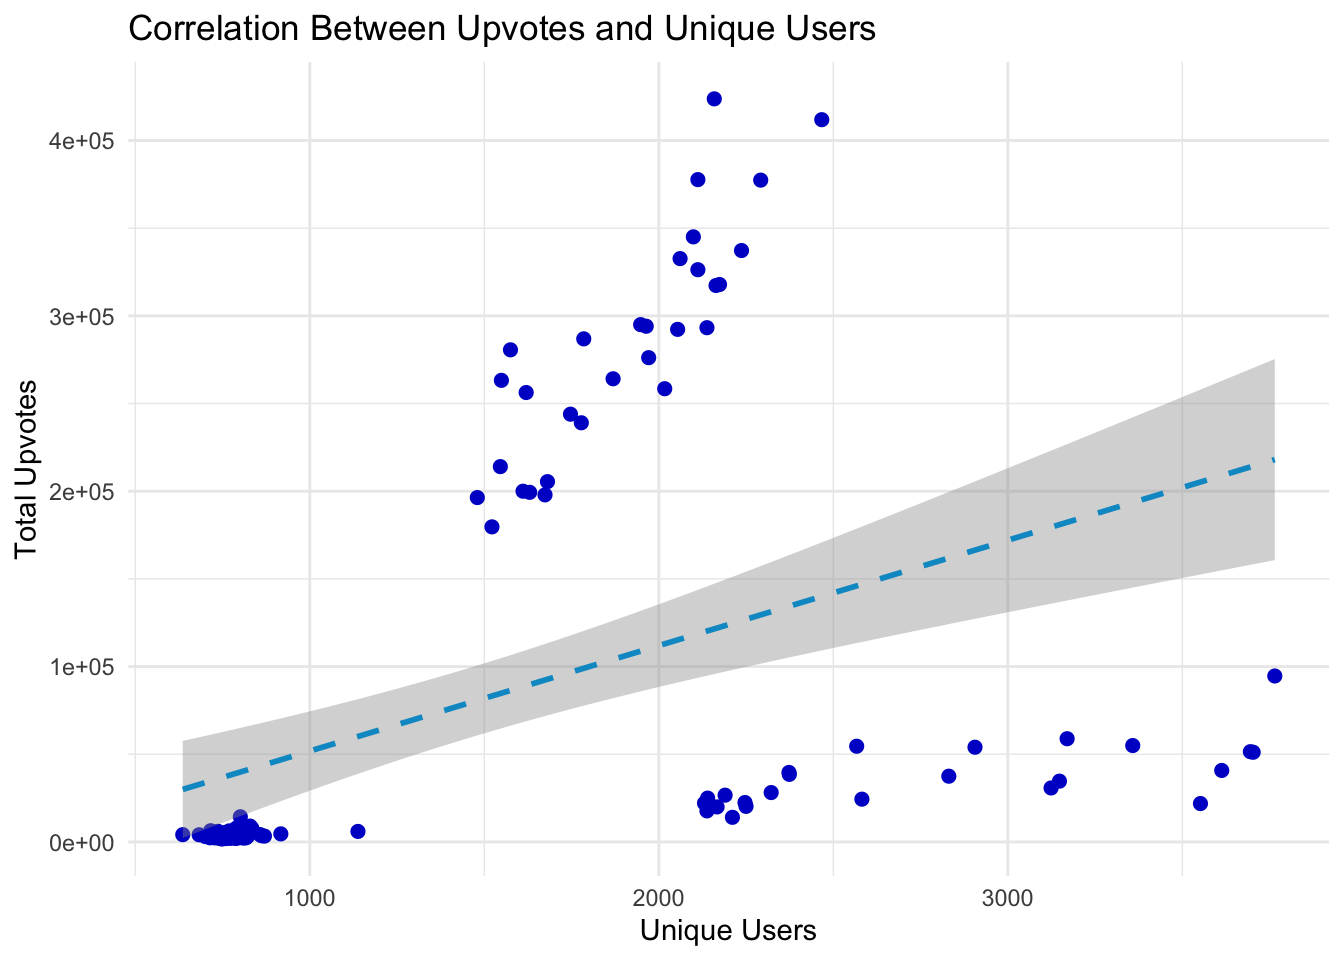 Correlation Between Upvotes and Unique Users
Total Upvotes
4e+05
3e+05
2e+05
1e+05
0e+00
1000
2000
3000
Unique Users